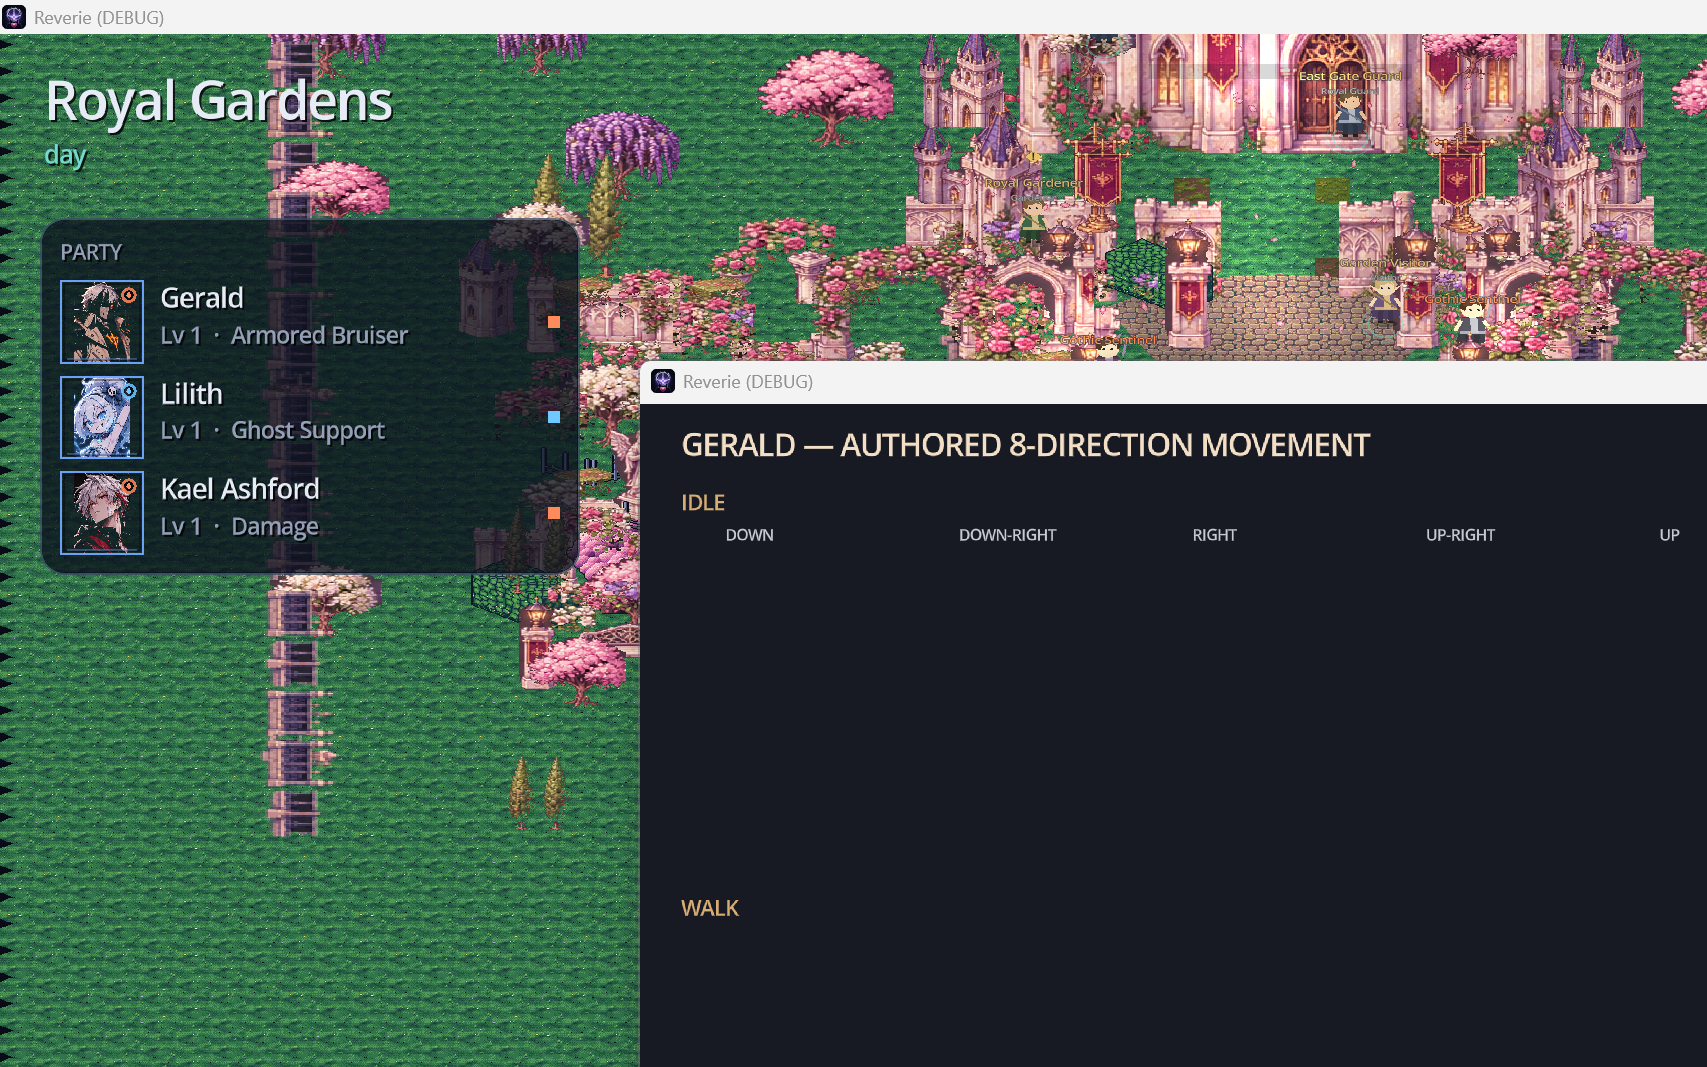 Reverie (DEBUG)
Royal Gardens
day
East Gate Guard
Royal Guard
Royal Gardener
PARTY
Gerald
Lv 1 · Armored Bruiser
Lilith
Lv 1 · Ghost Support
Kael Ashford
Lv 1 · Damage
Garden Visitor
Gothic Sentinel
Gothic Sentinel
Reverie (DEBUG)
GERALD — AUTHORED 8-DIRECTION MOVEMENT
IDLE
DOWN DOWN-RIGHT RIGHT UP-RIGHT UP
WALK